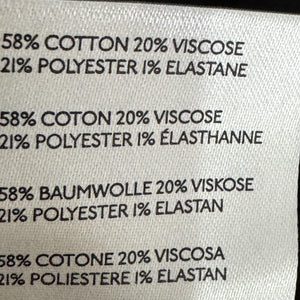 58% COTTON 20% VISCOSE
21% POLYESTER 1% ELASTANE
58% COTON 20% VISCOSE
21% POLYESTER 1% ÉLASTHANNE
58% BAUMWOLLE 20% VISKOSE
21% POLYESTER 1% ELASTAN
58% COTONE 20% VISCOSA
21% POLIESTERE 1% ELASTAN